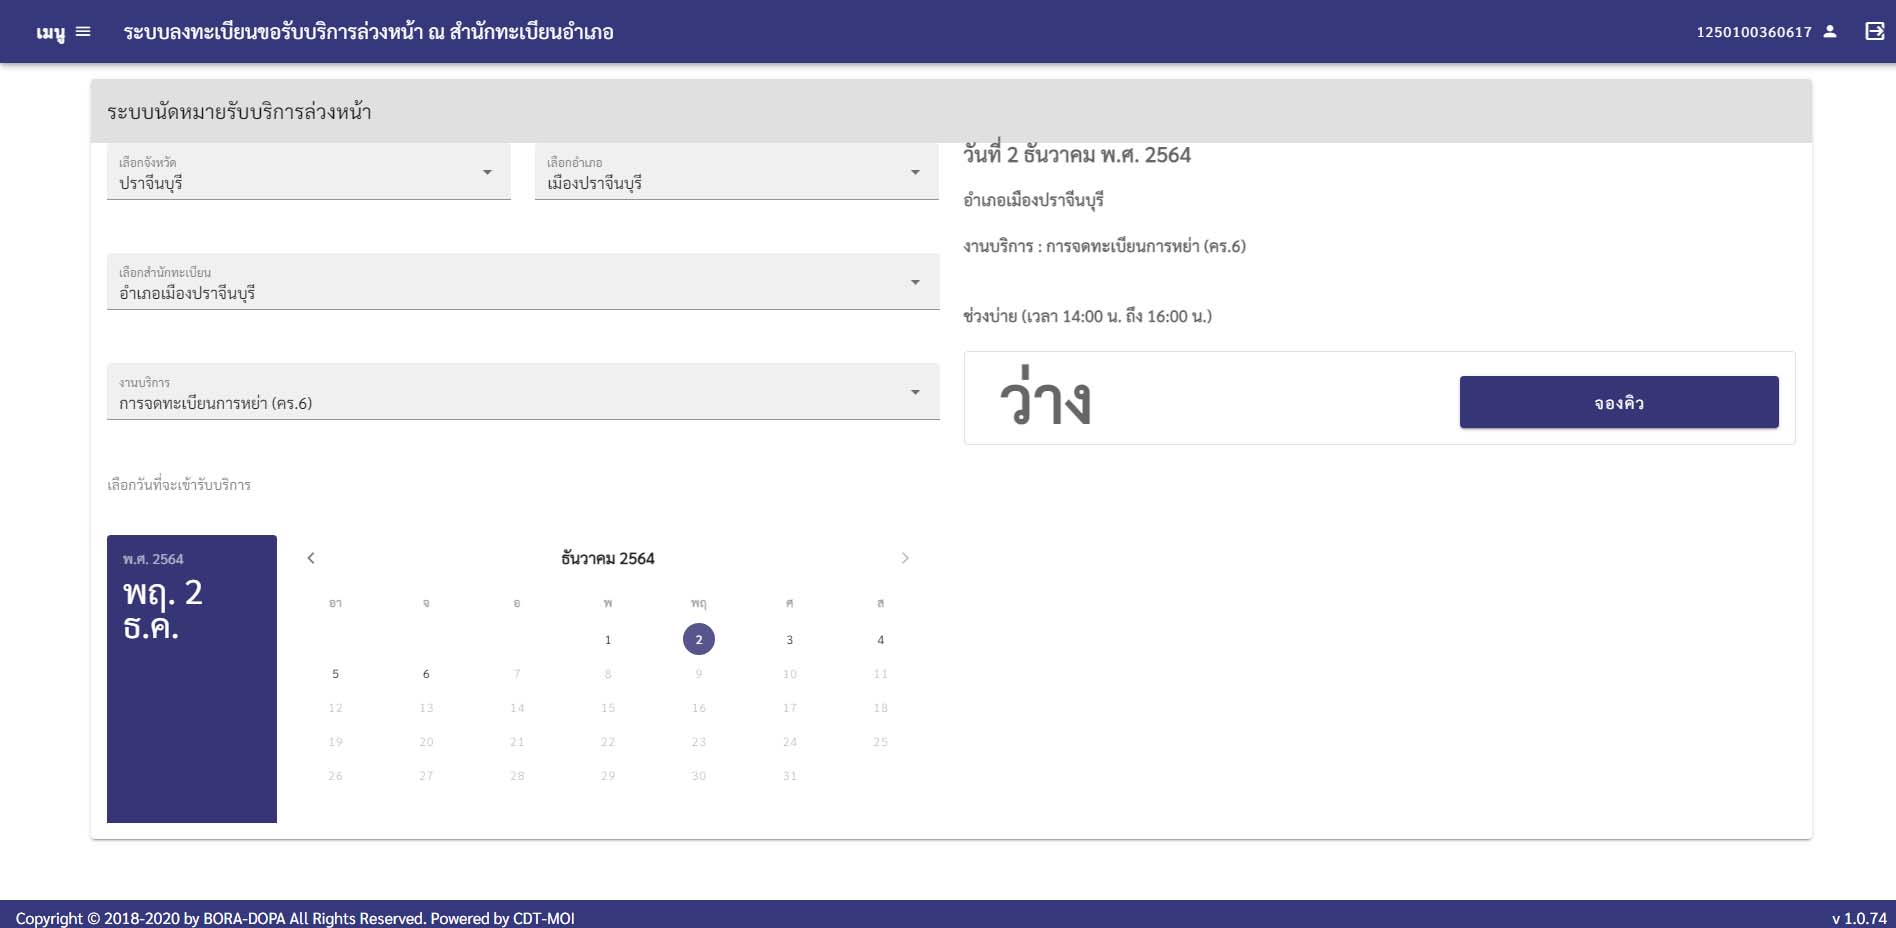 เมนู
ระบบลงทะเบียนขอรับบริการล่วงหน้า ณ สำนักทะเบียนอำเภอ
1250100360617
ระบบนัดหมายรับบริการล่วงหน้า
เลือกจังหวัด
ปราจีนบุรี
เลือกอำเภอ
เมืองปราจีนบุรี
เลือกสำนักทะเบียน
อำเภอเมืองปราจีนบุรี
งานบริการ
การจดทะเบียนการหย่า (คร.6)
เลือกวันที่จะเข้ารับบริการ
พ.ศ. 2564
พฤ. 2
ธ.ค.
ธันวาคม 2564
อา จ อ พ พฤ ศ ส
1 2 3 4
5 6 7 8 9 10 11
12 13 14 15 16 17 18
19 20 21 22 23 24 25
26 27 28 29 30 31
วันที่ 2 ธันวาคม พ.ศ. 2564
อำเภอเมืองปราจีนบุรี
งานบริการ : การจดทะเบียนการหย่า (คร.6)
ช่วงบ่าย (เวลา 14:00 น. ถึง 16:00 น.)
ว่าง
จองคิว
Copyright © 2018-2020 by BORA-DOPA All Rights Reserved. Powered by CDT-MOI
v 1.0.74